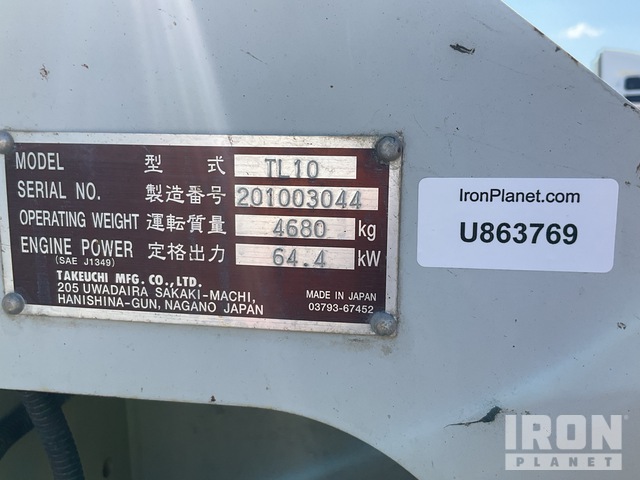 MODEL 型 式 TL10
SERIAL NO. 製造番号 201003044
OPERATING WEIGHT 運転質量 4680 kg
ENGINE POWER 定格出力 64.4 kW
(SAE J1349)
TAKEUCHI MFG. CO., LTD.
205 UWADAIRA SAKAKI-MACHI,
HANISHINA-GUN, NAGANO JAPAN
MADE IN JAPAN
03793-67452
IronPlanet.com
U863769
IRON
PLANET